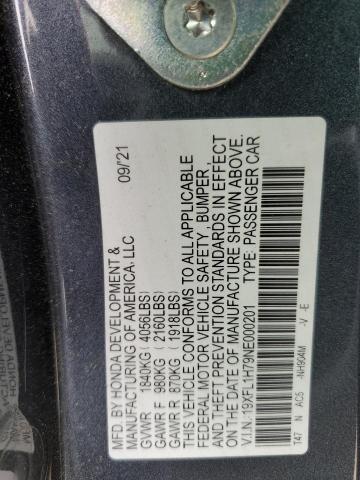 MFD. BY HONDA DEVELOPMENT &
MANUFACTURING OF AMERICA, LLC 09/'21
GVWR 1840KG ( 4056LBS)
GAWR F 980KG ( 2160LBS)
GAWR R 870KG ( 1918LBS)
THIS VEHICLE CONFORMS TO ALL APPLICABLE
FEDERAL MOTOR VEHICLE SAFETY, BUMPER,
AND THEFT PREVENTION STANDARDS IN EFFECT
ON THE DATE OF MANUFACTURE SHOWN ABOVE.
V.I.N.:19XFL1H79NE000201 TYPE: PASSENGER CAR
T47 N AC5 -NH904M -V -E